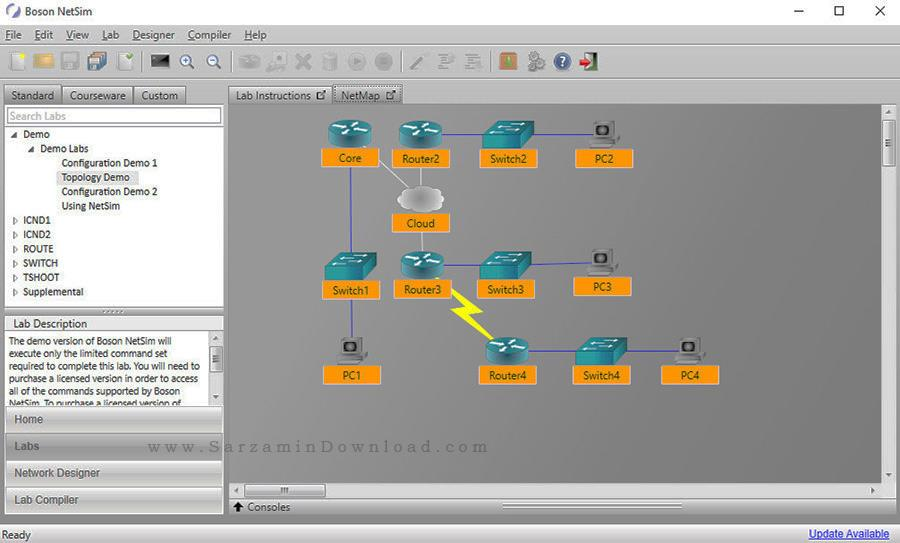 Boson NetSim
File Edit View Lab Designer Compiler Help
Standard Courseware Custom
Search Labs
Demo
Demo Labs
Configuration Demo 1
Topology Demo
Configuration Demo 2
Using NetSim
ICND1
ICND2
ROUTE
SWITCH
TSHOOT
Supplemental
Lab Description
The demo version of Boson NetSim will
execute only the limited command set
required to complete this lab. You will need to
purchase a licensed version in order to access
all of the commands supported by Boson
NetSim. To purchase a licensed version of
Home
Labs
Network Designer
Lab Compiler
Lab Instructions NetMap
Core Router2 Switch2 PC2
Cloud
Switch1 Router3 Switch3 PC3
PC1 Router4 Switch4 PC4
www.SarzaminDownload.com
Consoles
Ready Update Available